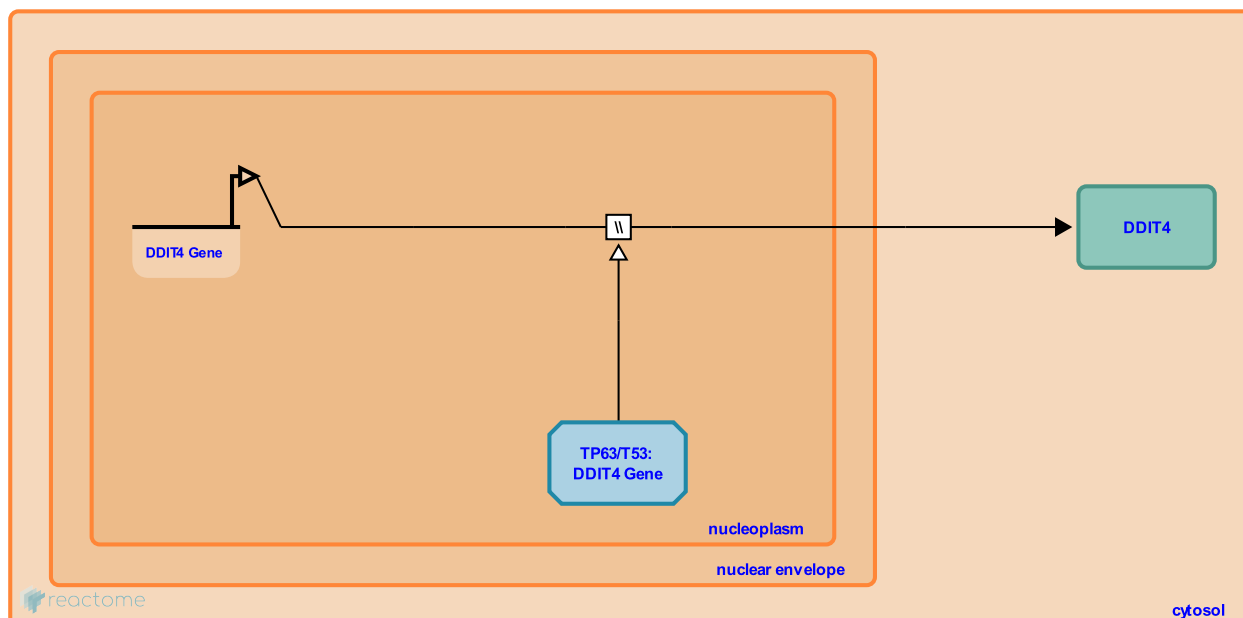 DDIT4 Gene
\\
DDIT4
TP63/T53:
DDIT4 Gene
nucleoplasm
nuclear envelope
reactome
cytosol